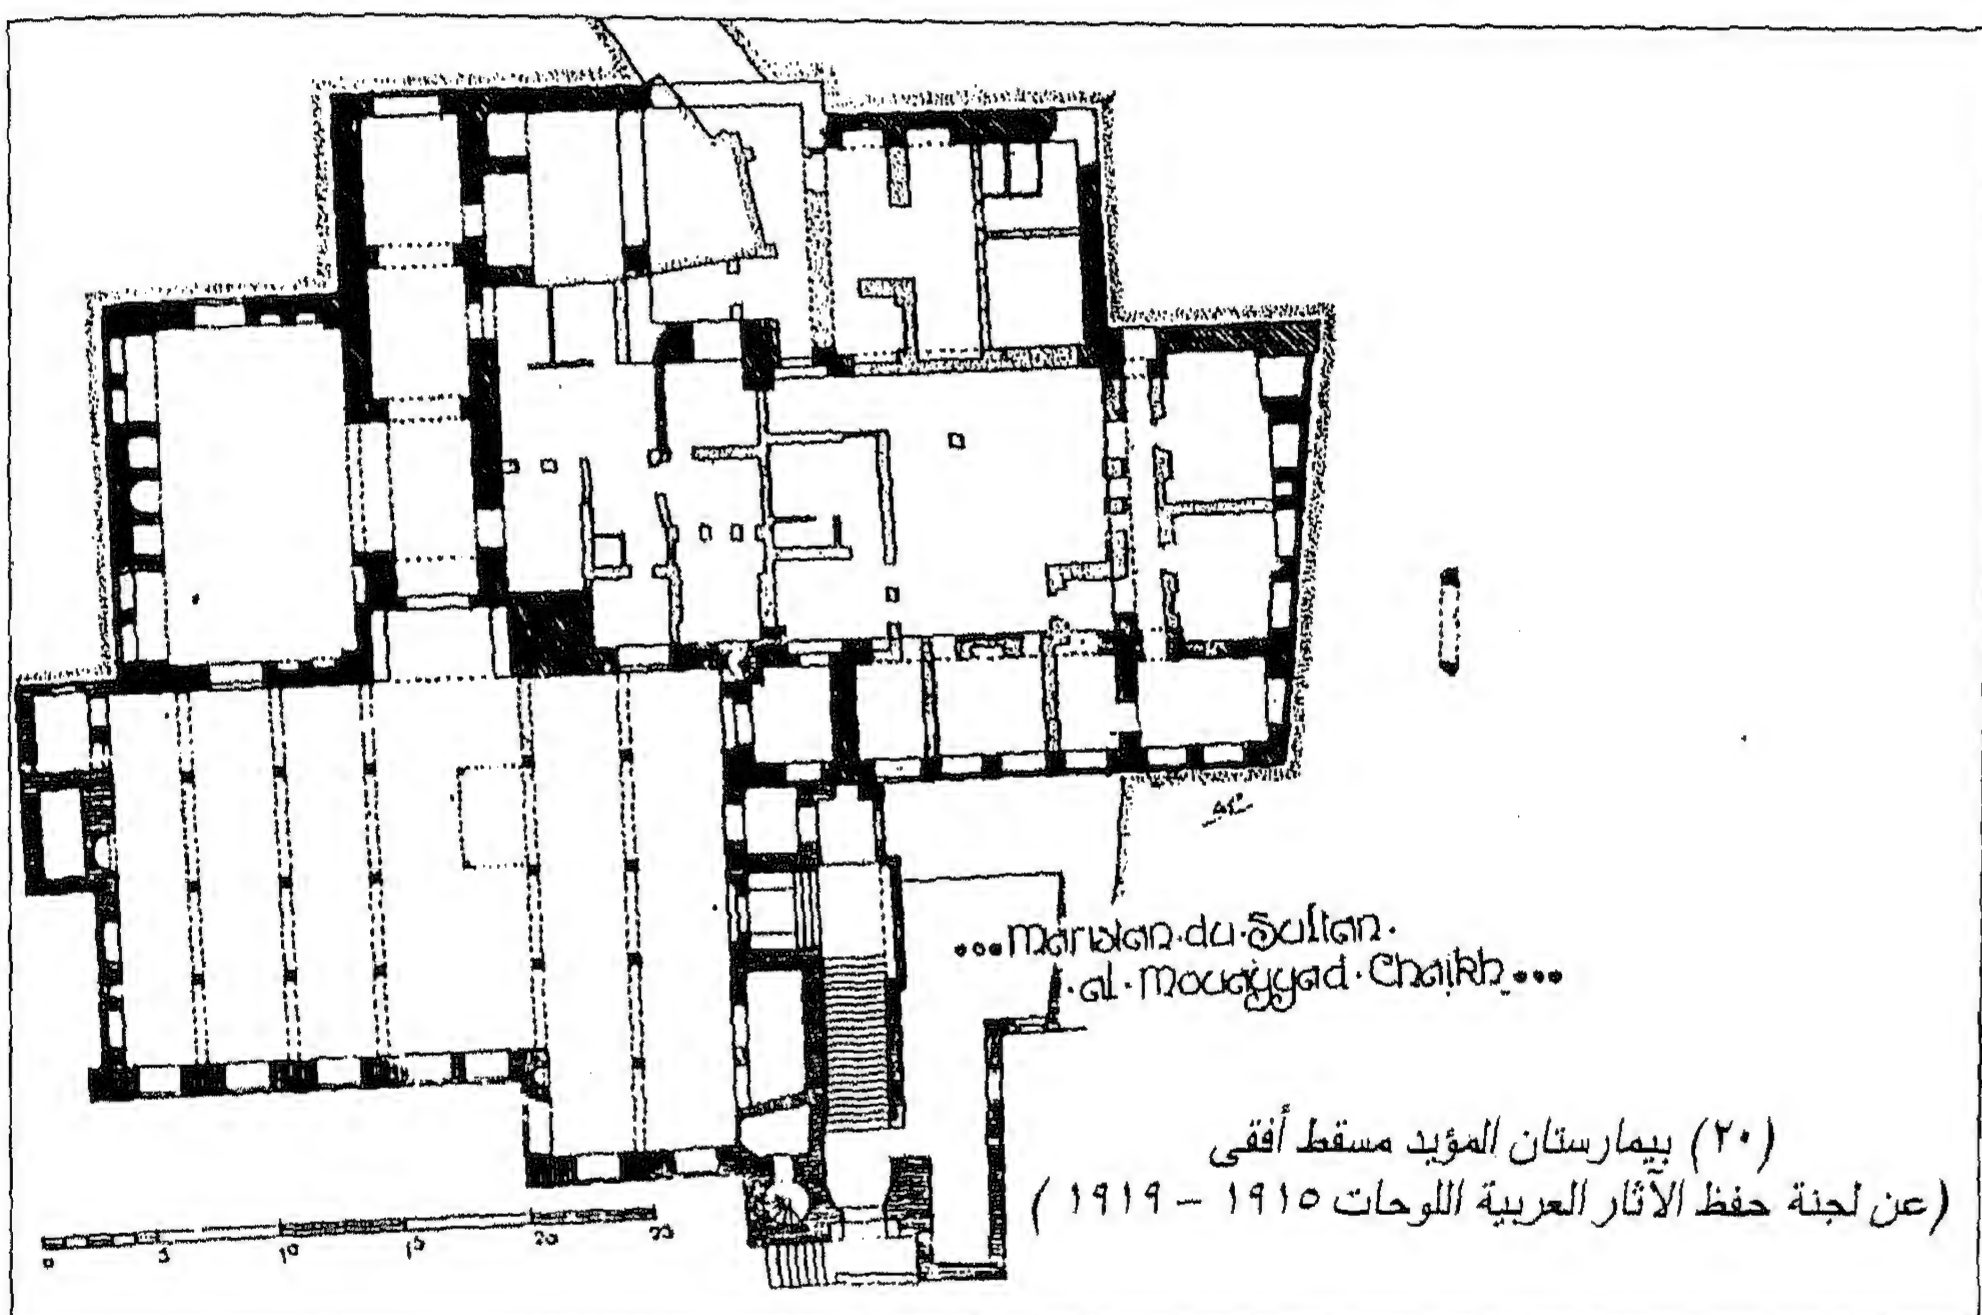 ...Maristan.du.Sultan.
.al.Mouayyad.Chaikh...
(٢٠) بيمارستان المؤيد مسقط أفقى
(عن لجنة حفظ الآثار العربية اللوحات ١٩١٥ – ١٩١٩ )
0 5 10 15 20